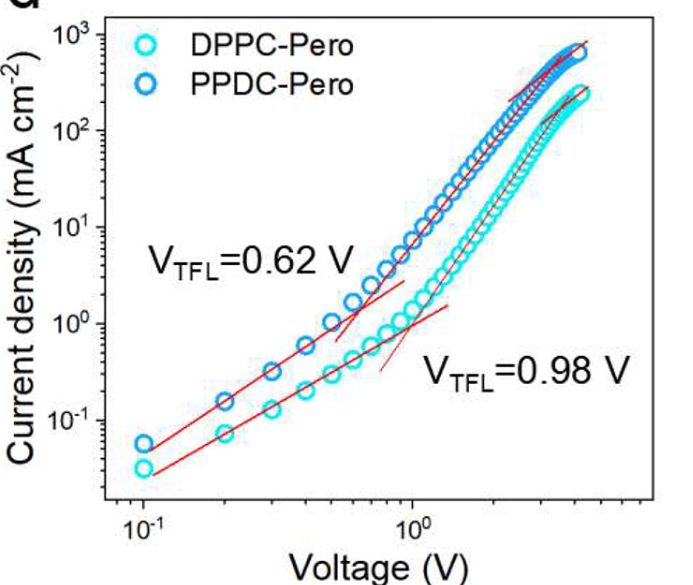 d
10³
DPPC-Pero
PPDC-Pero
10²
10¹
V_TFL=0.62 V
10⁰
V_TFL=0.98 V
10⁻¹
10⁻¹ 10⁰
Current density (mA cm⁻²)
Voltage (V)